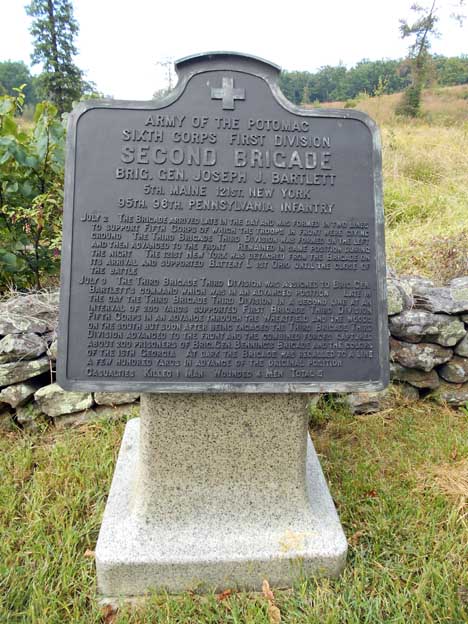 ARMY OF THE POTOMAC
SIXTH CORPS FIRST DIVISION
SECOND BRIGADE
BRIG. GEN. JOSEPH J. BARTLETT
5TH. MAINE 121ST. NEW YORK
95TH. 96TH. PENNSYLVANIA INFANTRY
JULY 2 THE BRIGADE ARRIVED LATE IN THE DAY AND WAS FORMED IN TWO LINES
TO SUPPORT FIFTH CORPS OF WHICH THE TROOPS IN FRONT WERE GIVING
GROUND THE THIRD BRIGADE THIRD DIVISION WAS FORMED ON THE LEFT
AND THEN ADVANCED TO THE FRONT REMAINED IN SAME POSITION DURING
THE NIGHT THE 121ST NEW YORK WAS DETACHED FROM THE BRIGADE ON
ITS ARRIVAL AND SUPPORTED BATTERY L 1ST OHIO UNTIL THE CLOSE OF
THE BATTLE
JULY 3 THE THIRD BRIGADE THIRD DIVISION WAS ASSIGNED TO BRIG. GEN.
BARTLETT'S COMMAND WHICH WAS IN AN ADVANCED POSITION LATE IN
THE DAY THE THIRD BRIGADE THIRD DIVISION IN A SECOND LINE AT AN
INTERVAL OF 200 YARDS SUPPORTED FIRST BRIGADE THIRD DIVISION
FIFTH CORPS IN AN ADVANCE THROUGH THE WHEATFIELD AND THE WOODS
ON THE SOUTH BUT SOON AFTER BEING ENGAGED THE THIRD BRIGADE THIRD
DIVISION ADVANCED TO THE FRONT AND THE COMBINED FORCES CAPTURED
ABOUT 200 PRISONERS OF BRIG. GEN. BENNING'S BRIGADE AND THE COLORS
OF THE 15TH GEORGIA AT DARK THE BRIGADE WAS RECALLED TO A LINE
A FEW HUNDRED YARDS IN ADVANCE OF THE ORIGINAL POSITION
CASUALTIES KILLED 1 MAN WOUNDED 4 MEN TOTAL 5